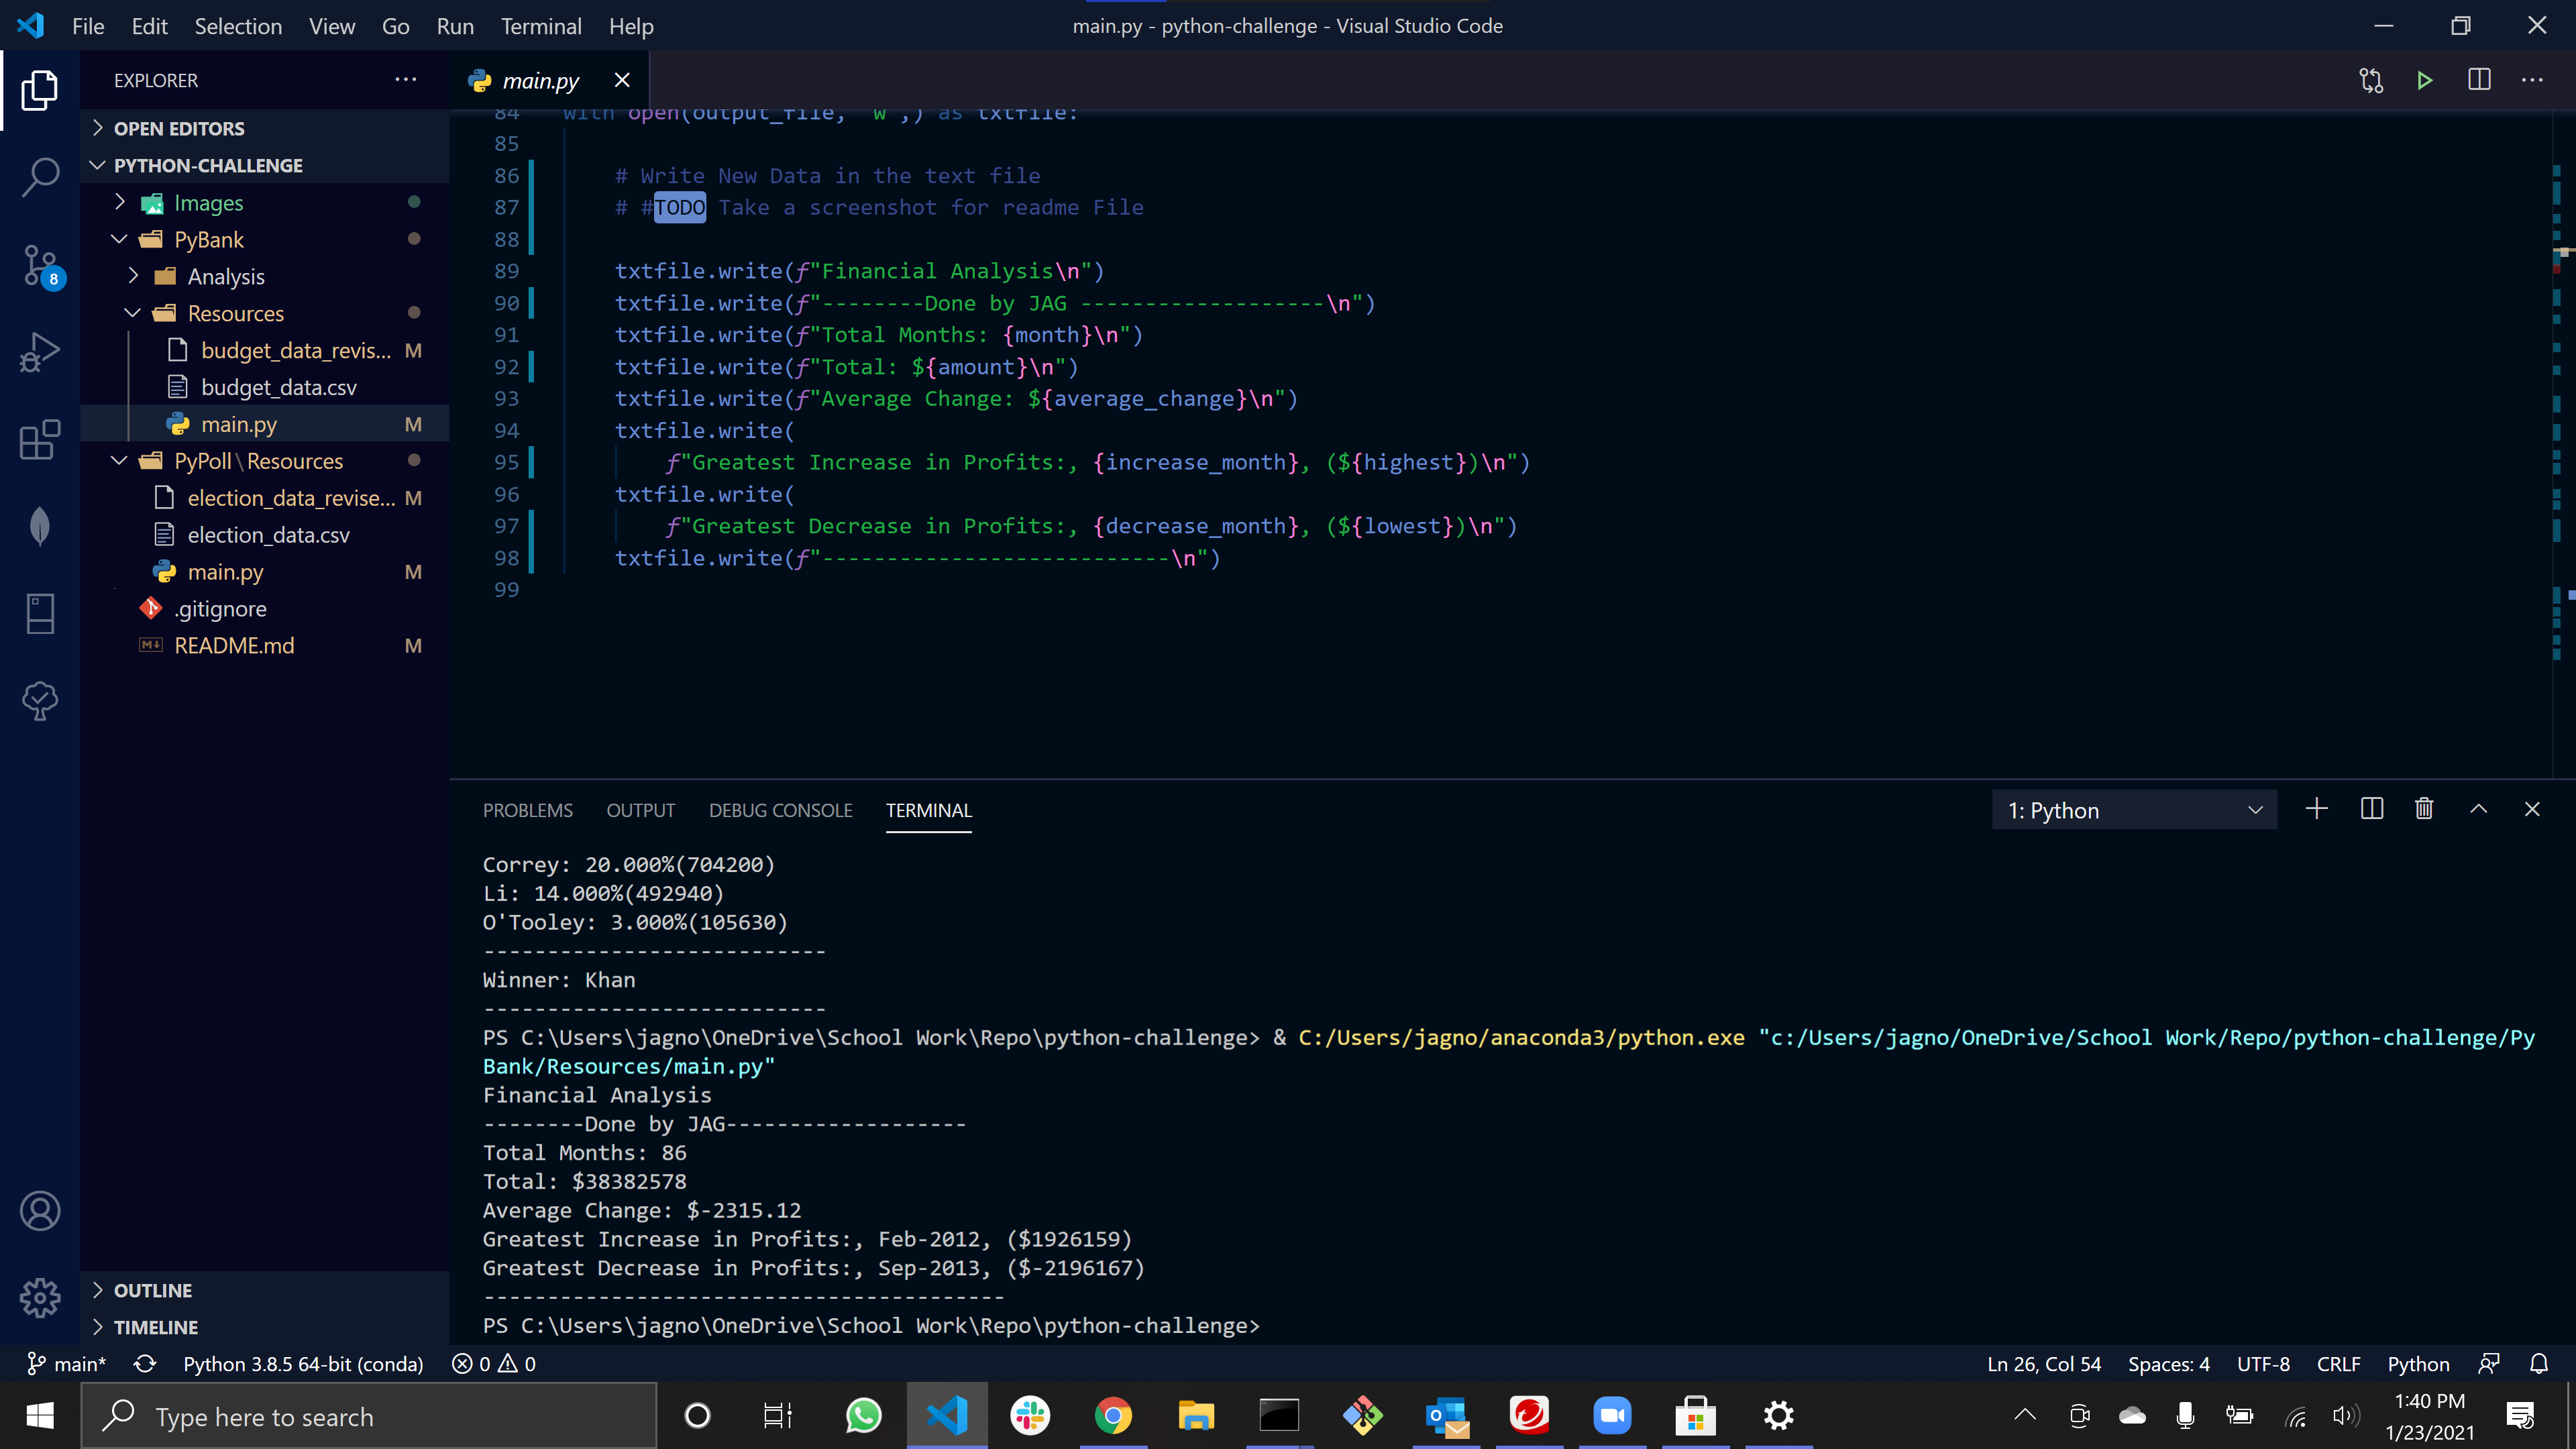 File Edit Selection View Go Run Terminal Help
main.py - python-challenge - Visual Studio Code
EXPLORER
OPEN EDITORS
PYTHON-CHALLENGE
Images
PyBank
Analysis
Resources
budget_data_revis... M
budget_data.csv
main.py M
PyPoll\Resources
election_data_revise... M
election_data.csv
main.py M
.gitignore
README.md M
OUTLINE
TIMELINE
8
main.py
84 with open(output_file, "w",) as txtfile:
85
86 # Write New Data in the text file
87 # #TODO Take a screenshot for readme File
88
89 txtfile.write(f"Financial Analysis\n")
90 txtfile.write(f"--------Done by JAG -------------------\n")
91 txtfile.write(f"Total Months: {month}\n")
92 txtfile.write(f"Total: ${amount}\n")
93 txtfile.write(f"Average Change: ${average_change}\n")
94 txtfile.write(
95 f"Greatest Increase in Profits:, {increase_month}, (${highest})\n")
96 txtfile.write(
97 f"Greatest Decrease in Profits:, {decrease_month}, (${lowest})\n")
98 txtfile.write(f"---------------------------\n")
99
PROBLEMS OUTPUT DEBUG CONSOLE TERMINAL
1: Python
Correy: 20.000%(704200)
Li: 14.000%(492940)
O'Tooley: 3.000%(105630)
---------------------------
Winner: Khan
---------------------------
PS C:\Users\jagno\OneDrive\School Work\Repo\python-challenge> & C:/Users/jagno/anaconda3/python.exe "c:/Users/jagno/OneDrive/School Work/Repo/python-challenge/Py
Bank/Resources/main.py"
Financial Analysis
--------Done by JAG-------------------
Total Months: 86
Total: $38382578
Average Change: $-2315.12
Greatest Increase in Profits:, Feb-2012, ($1926159)
Greatest Decrease in Profits:, Sep-2013, ($-2196167)
-----------------------------------------
PS C:\Users\jagno\OneDrive\School Work\Repo\python-challenge>
main* Python 3.8.5 64-bit (conda) 0 0 Ln 26, Col 54 Spaces: 4 UTF-8 CRLF Python
Type here to search
1:40 PM
1/23/2021